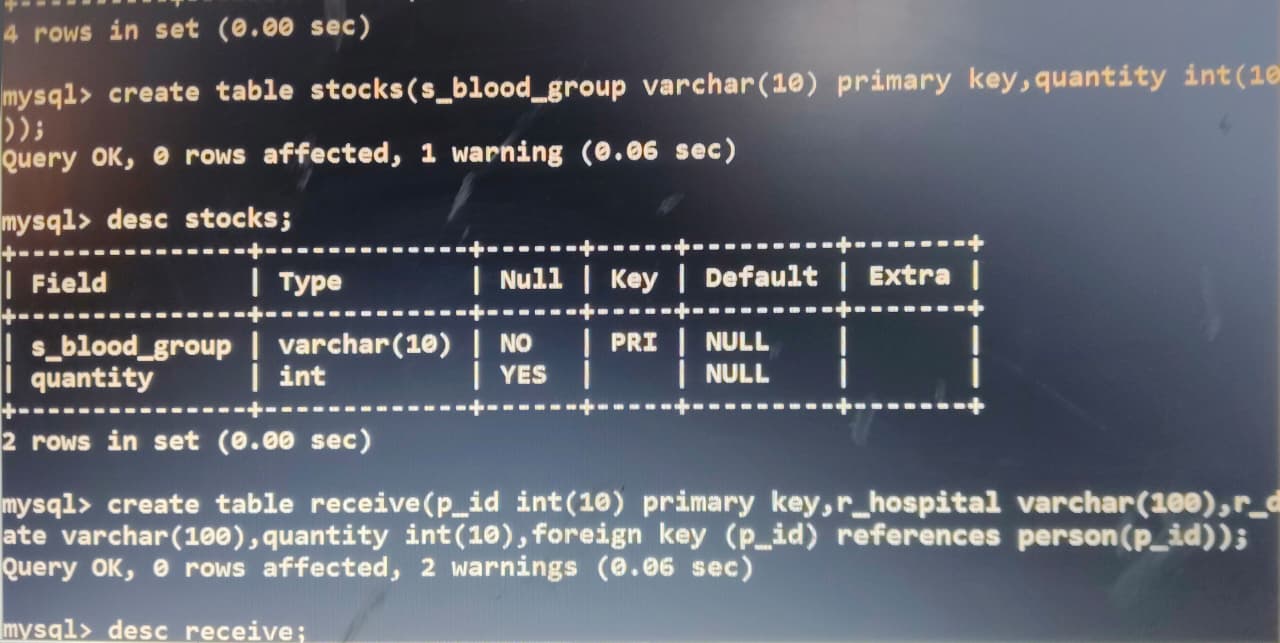 4 rows in set (0.00 sec)
mysql> create table stocks(s_blood_group varchar(10) primary key,quantity int(10
));
Query OK, 0 rows affected, 1 warning (0.06 sec)
mysql> desc stocks;
+---------------+-------------+------+-----+---------+-------+
| Field         | Type        | Null | Key | Default | Extra |
+---------------+-------------+------+-----+---------+-------+
| s_blood_group | varchar(10) | NO   | PRI | NULL    |       |
| quantity      | int         | YES  |     | NULL    |       |
+---------------+-------------+------+-----+---------+-------+
2 rows in set (0.00 sec)
mysql> create table receive(p_id int(10) primary key,r_hospital varchar(100),r_d
ate varchar(100),quantity int(10),foreign key (p_id) references person(p_id));
Query OK, 0 rows affected, 2 warnings (0.06 sec)
mysql> desc receive;